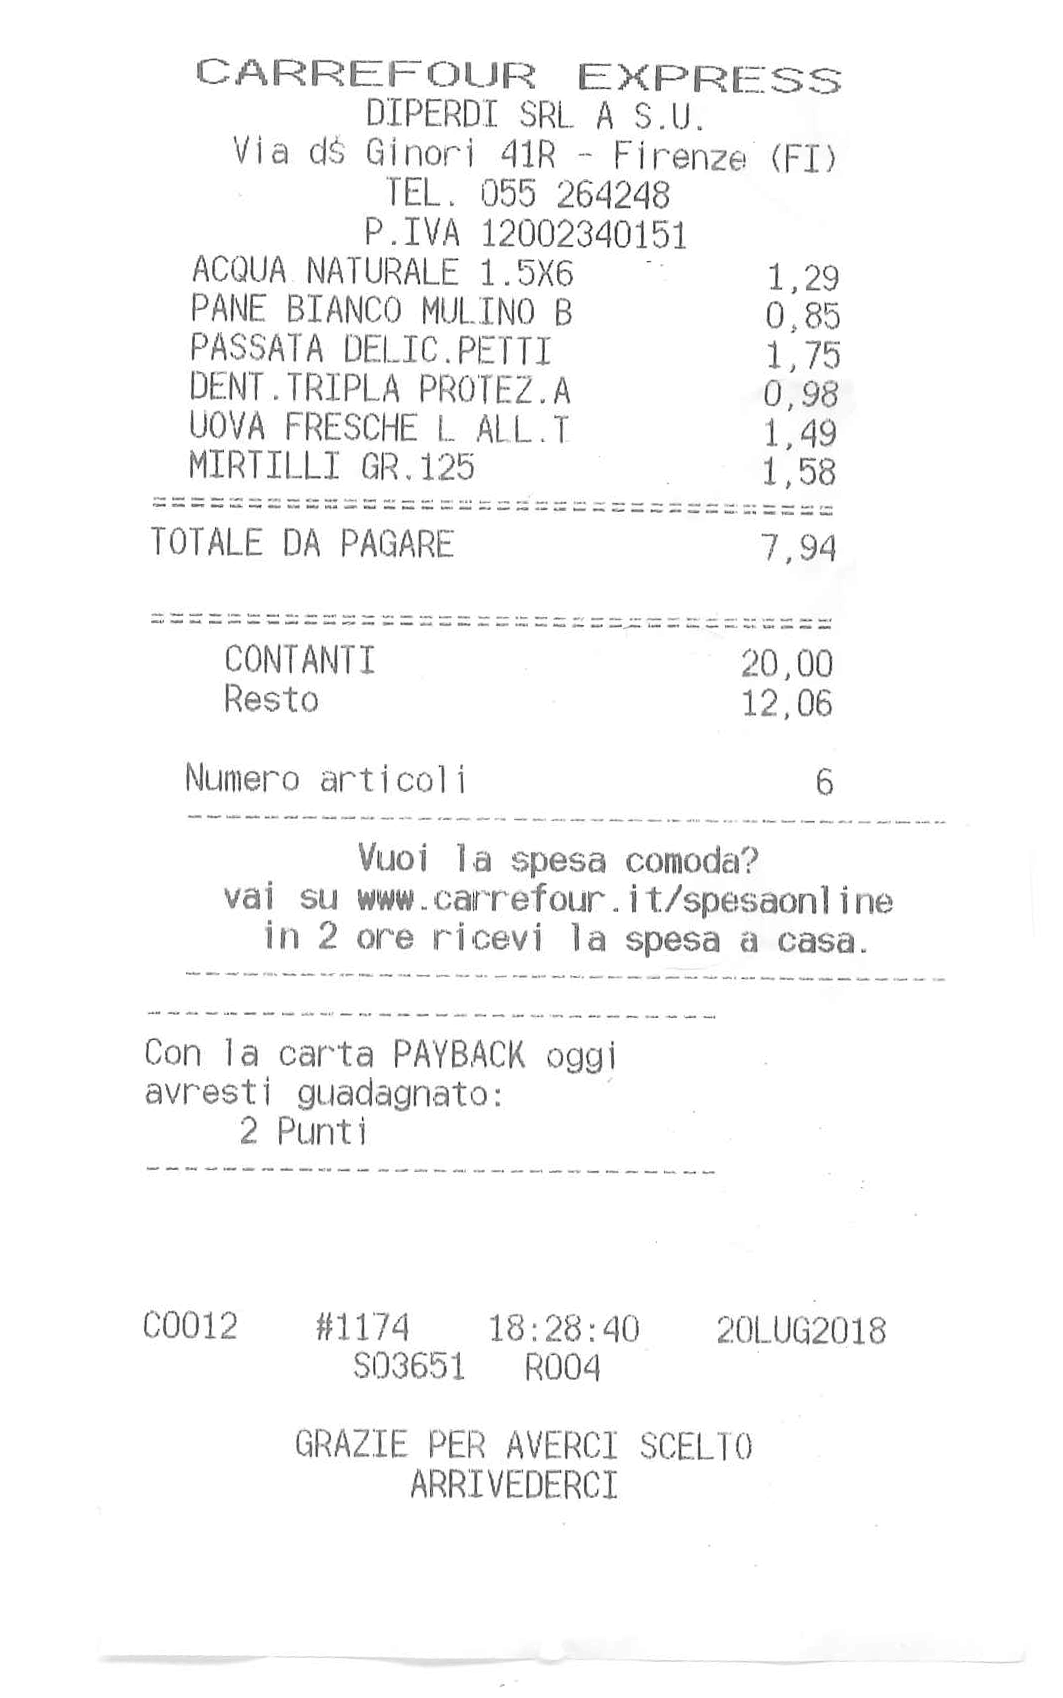 CARREFOUR EXPRESS
DIPERDI SRL A S.U.
Via dś Ginori 41R - Firenze (FI)
TEL. 055 264248
P.IVA 12002340151
ACQUA NATURALE 1.5X6 1,29
PANE BIANCO MULINO B 0,85
PASSATA DELIC.PETTI 1,75
DENT.TRIPLA PROTEZ.A 0,98
UOVA FRESCHE L ALL.T 1,49
MIRTILLI GR.125 1,58
TOTALE DA PAGARE 7,94
CONTANTI 20,00
Resto 12,06
Numero articoli 6
Vuoi la spesa comoda?
vai su www.carrefour.it/spesaonline
in 2 ore ricevi la spesa a casa.
Con la carta PAYBACK oggi
avresti guadagnato:
2 Punti
C0012 #1174 18:28:40 20LUG2018
S03651 R004
GRAZIE PER AVERCI SCELTO
ARRIVEDERCI